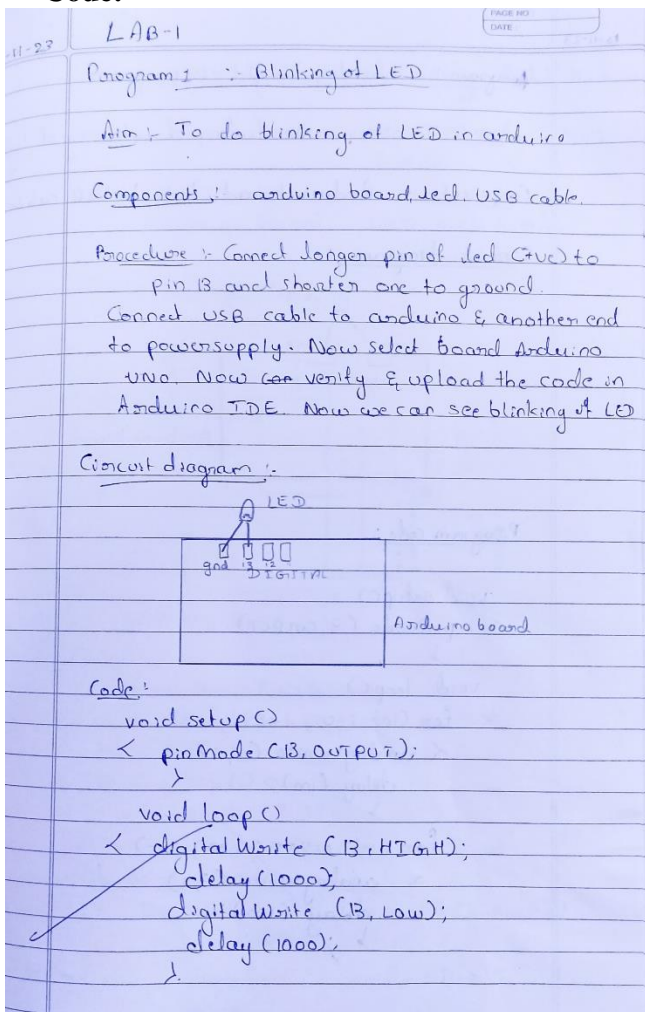 Code:
PAGE NO
DATE
-11-23
LAB-1
Program 1 :- Blinking of LED
Aim :- To do blinking of LED in arduino
Components :- arduino board, led, USB cable.
Procedure :- Connect longer pin of led (+ve) to
pin 13 and shorter one to ground.
Connect USB cable to arduino & another end
to powersupply. Now select board Arduino
UNO. Now verify & upload the code in
Arduino IDE. Now we can see blinking of LED
Circuit diagram :-
LED
gnd 13 12
DIGITAL
Arduino board
Code :
void setup ()
{ pinMode (13, OUTPUT);
}
void loop ()
{ digital Write (13, HIGH);
delay (1000);
digital Write (13, LOW);
delay (1000);
}